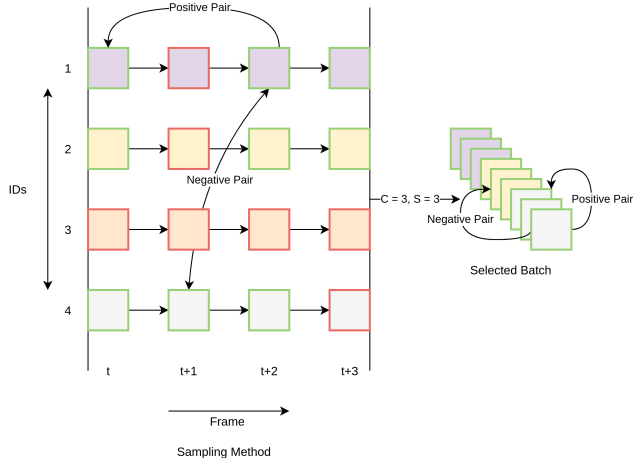 Positive Pair
1
2
Negative Pair
IDs
C = 3, S = 3
Positive Pair
Negative Pair
3
Selected Batch
4
t
t+1
t+2
t+3
Frame
Sampling Method